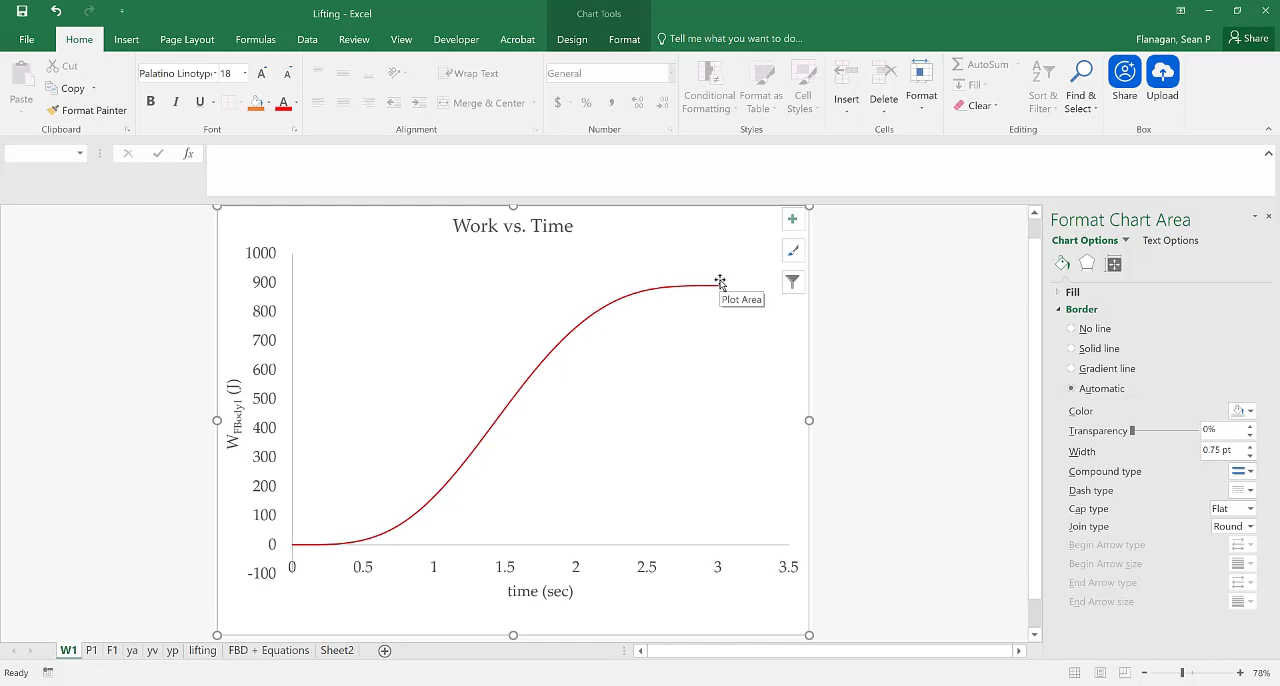 Lifting - Excel
Chart Tools
File Home Insert Page Layout Formulas Data Review View Developer Acrobat Design Format Tell me what you want to do... Flanagan, Sean P Share
Paste
Cut
Copy
Format Painter
Clipboard
Palatino Linotype 18 A A
B I U A
Font
Wrap Text
Merge & Center
Alignment
General
$ % ,
Number
Conditional Formatting
Format as Table
Cell Styles
Styles
Insert Delete Format
Cells
AutoSum
Fill
Clear
Sort & Filter
Find & Select
Editing
Share Upload
Box
fx
Work vs. Time
1000
900
800
700
600
500
400
300
200
100
0
-100
W_FBody1 (J)
0 0.5 1 1.5 2 2.5 3 3.5
time (sec)
Plot Area
Format Chart Area
Chart Options Text Options
Fill
Border
No line
Solid line
Gradient line
Automatic
Color
Transparency 0%
Width 0.75 pt
Compound type
Dash type
Cap type Flat
Join type Round
Begin Arrow type
Begin Arrow size
End Arrow type
End Arrow size
W1 P1 F1 ya yv yp lifting FBD + Equations Sheet2
Ready
78%